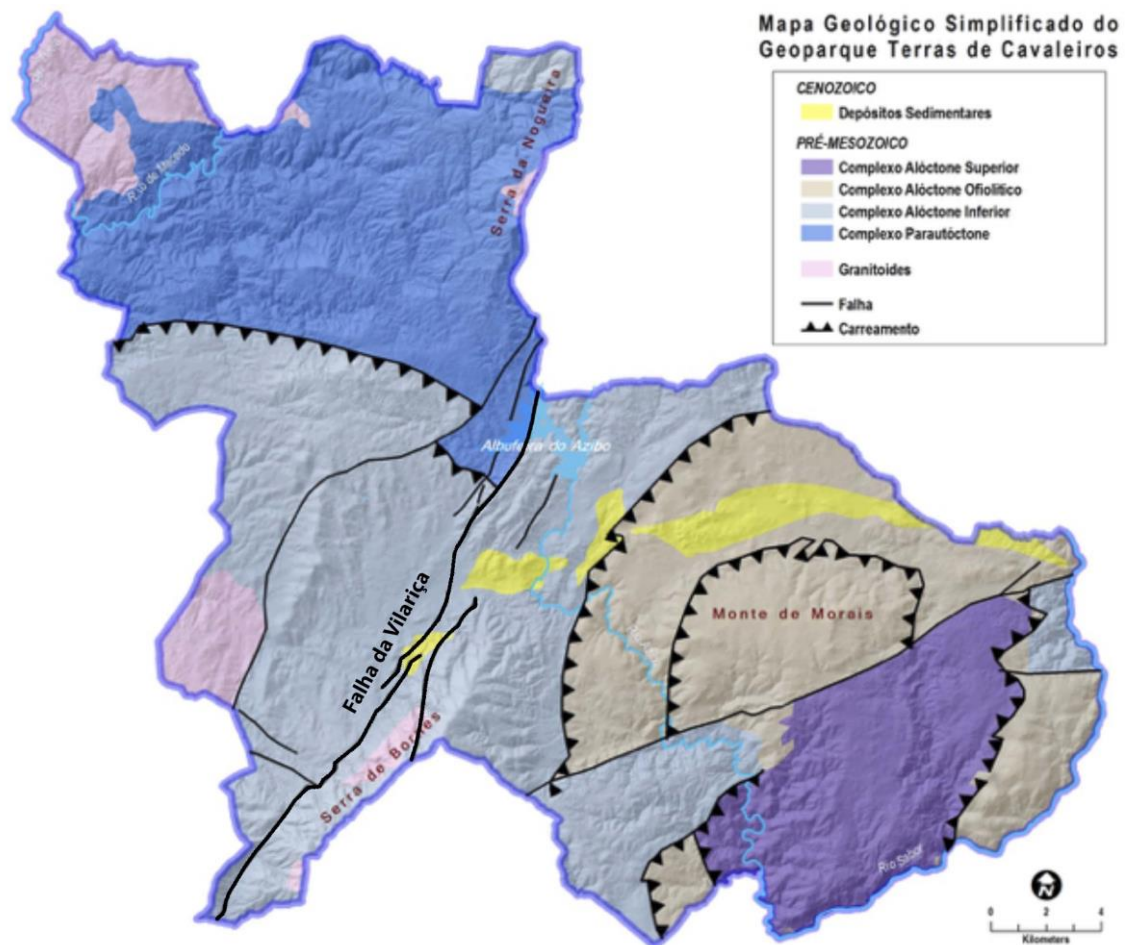 Mapa Geológico Simplificado do
Geoparque Terras de Cavaleiros
CENOZOICO
Depósitos Sedimentares
PRÉ-MESOZOICO
Complexo Alóctone Superior
Complexo Alóctone Ofiolítico
Complexo Alóctone Inferior
Complexo Parautóctone
Granitoides
Falha
Carreamento
Serra da Nogueira
Rio de Macedo
Albufeira do Azibo
Falha da Vilariça
Monte de Morais
Serra de Bornes
Rio Sabor
N
0 2 4
Kilometers